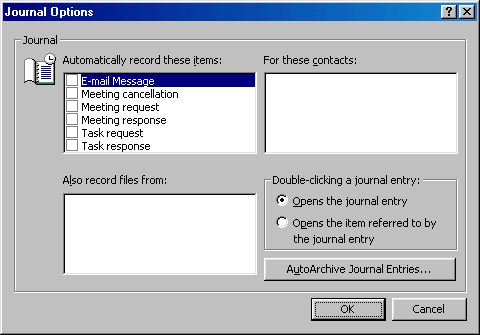 Journal Options
Journal
Automatically record these items:
E-mail Message
Meeting cancellation
Meeting request
Meeting response
Task request
Task response
For these contacts:
Also record files from:
Double-clicking a journal entry:
Opens the journal entry
Opens the item referred to by
the journal entry
AutoArchive Journal Entries...
OK
Cancel